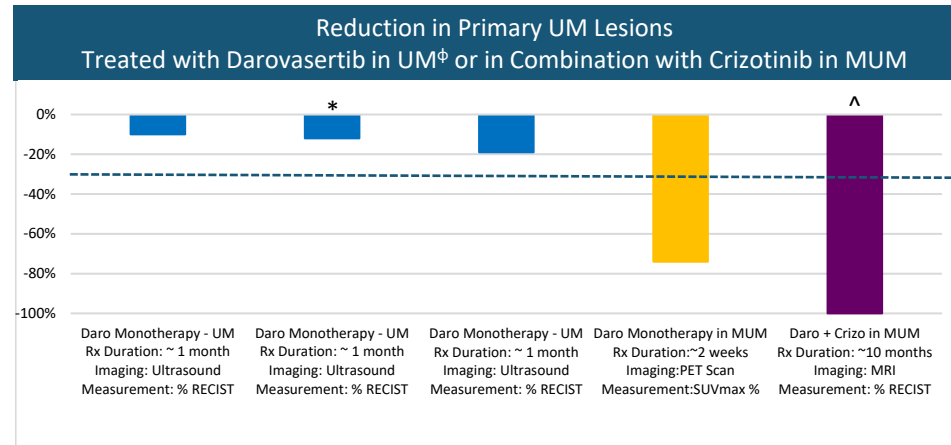 Reduction in Primary UM Lesions
Treated with Darovasertib in UMᶲ or in Combination with Crizotinib in MUM
* ^
0%
-20%
-40%
-60%
-80%
-100%
Daro Monotherapy - UM
Rx Duration: ~ 1 month
Imaging: Ultrasound
Measurement: % RECIST
Daro Monotherapy - UM
Rx Duration: ~ 1 month
Imaging: Ultrasound
Measurement: % RECIST
Daro Monotherapy - UM
Rx Duration: ~ 1 month
Imaging: Ultrasound
Measurement: % RECIST
Daro Monotherapy in MUM
Rx Duration:~2 weeks
Imaging:PET Scan
Measurement:SUVmax %
Daro + Crizo in MUM
Rx Duration: ~10 months
Imaging: MRI
Measurement: % RECIST